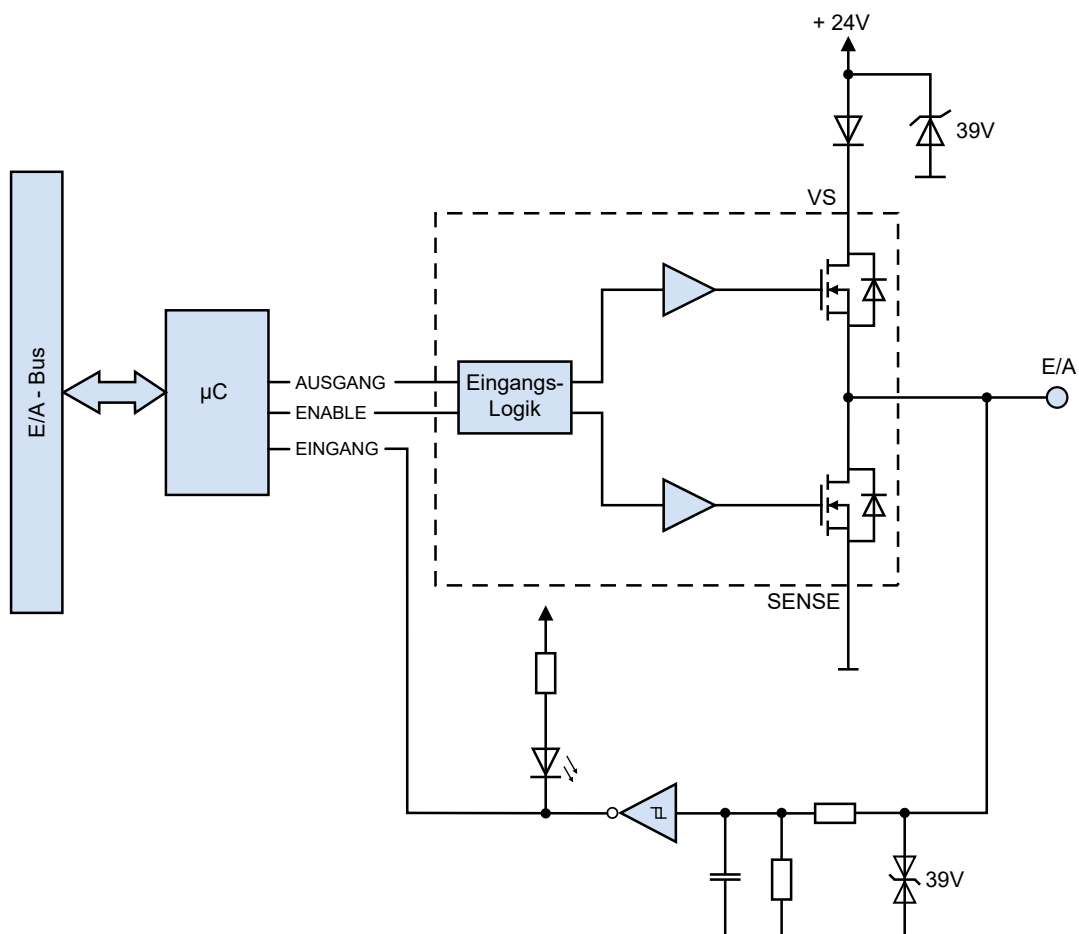 + 24V
39V
VS
E/A - Bus
µC
AUSGANG
ENABLE
EINGANG
Eingangs-
Logik
E/A
SENSE
39V